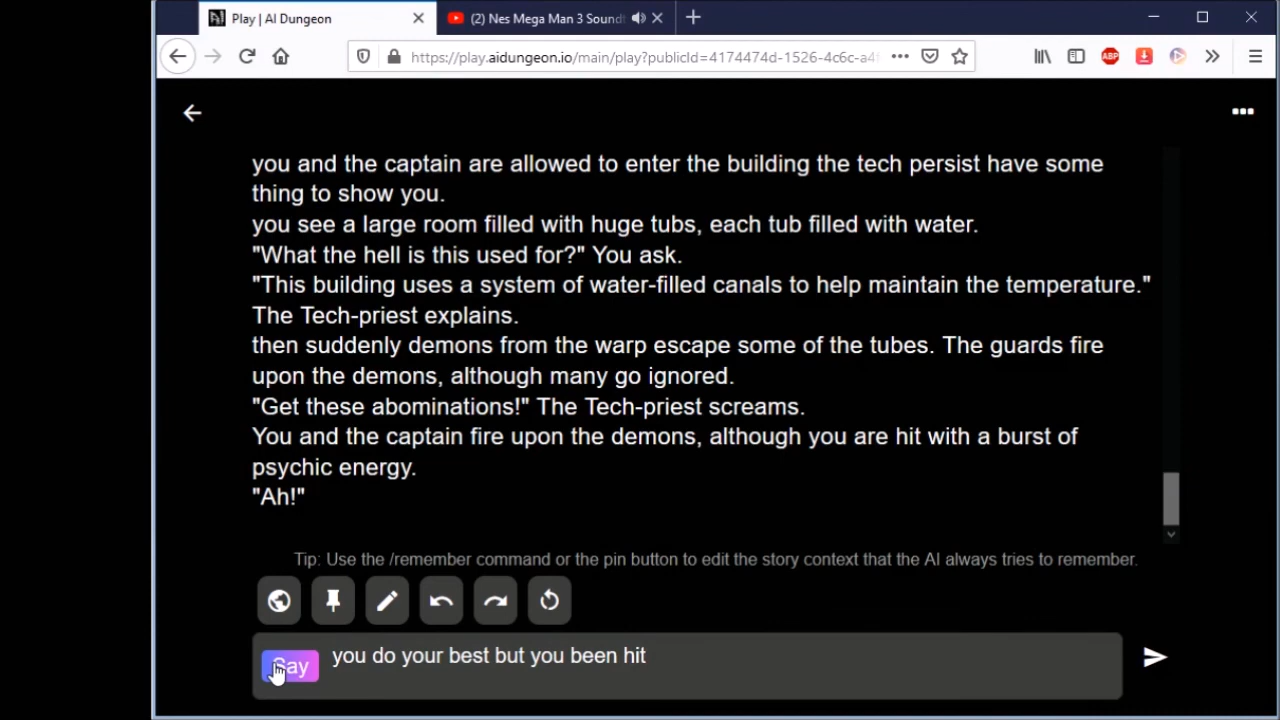 Play | AI Dungeon
(2) Nes Mega Man 3 Sound
https://play.aidungeon.io/main/play?publicId=4174474d-1526-4c6c-a4f
ABP
you and the captain are allowed to enter the building the tech persist have some
thing to show you.
you see a large room filled with huge tubs, each tub filled with water.
"What the hell is this used for?" You ask.
"This building uses a system of water-filled canals to help maintain the temperature."
The Tech-priest explains.
then suddenly demons from the warp escape some of the tubes. The guards fire
upon the demons, although many go ignored.
"Get these abominations!" The Tech-priest screams.
You and the captain fire upon the demons, although you are hit with a burst of
psychic energy.
"Ah!"
Tip: Use the /remember command or the pin button to edit the story context that the AI always tries to remember.
Say you do your best but you been hit